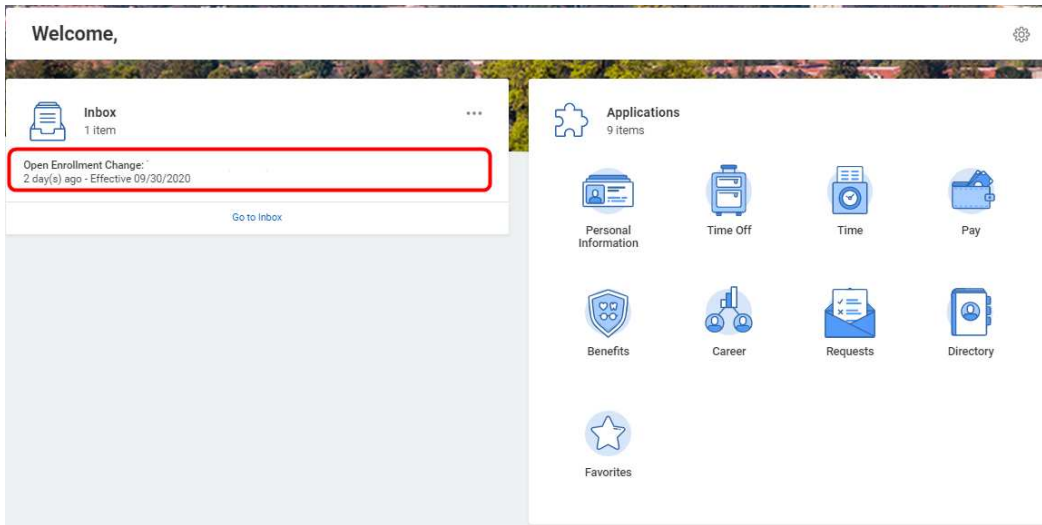 Welcome,
Inbox
1 item
Open Enrollment Change:
2 day(s) ago - Effective 09/30/2020
Go to Inbox
Applications
9 items
Personal
Information
Time Off
Time
Pay
Benefits
Career
Requests
Directory
Favorites